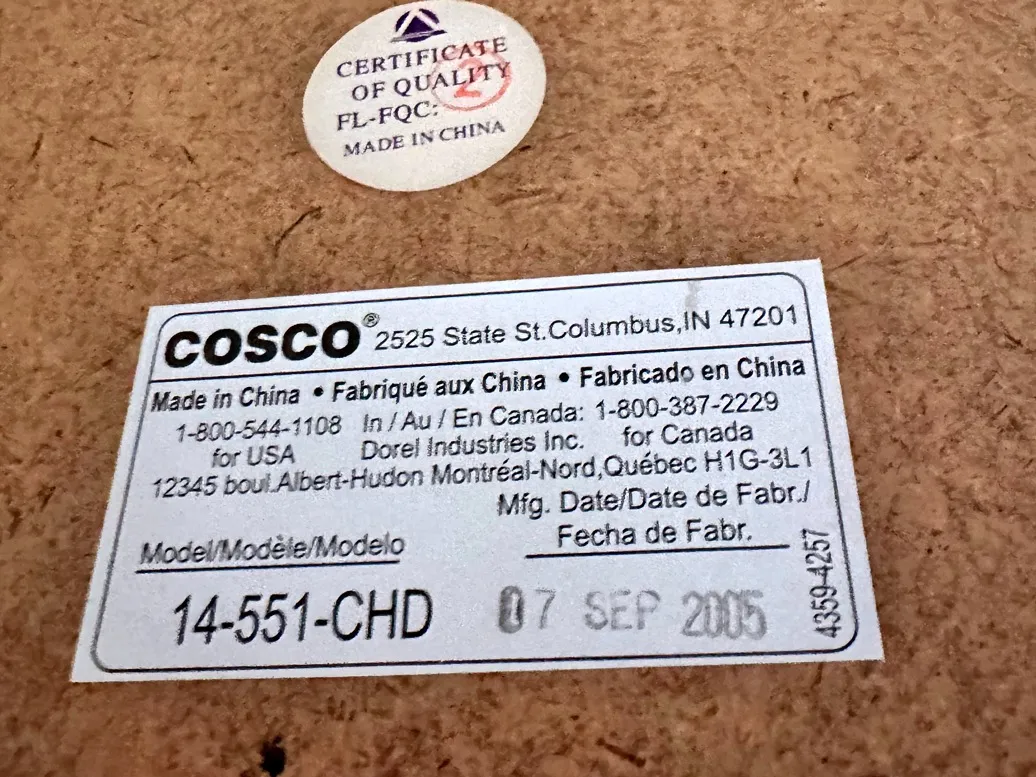 CERTIFICATE
OF QUALITY
2
FL-FQC:
MADE IN CHINA
COSCO® 2525 State St.Columbus,IN 47201
Made in China • Fabriqué aux China • Fabricado en China
1-800-544-1108 In / Au / En Canada: 1-800-387-2229
for USA Dorel Industries Inc. for Canada
12345 boul.Albert-Hudon Montréal-Nord,Québec H1G-3L1
Mfg. Date/Date de Fabr./
Fecha de Fabr.
Model/Modèle/Modelo
14-551-CHD 07 SEP 2005
4359-4257